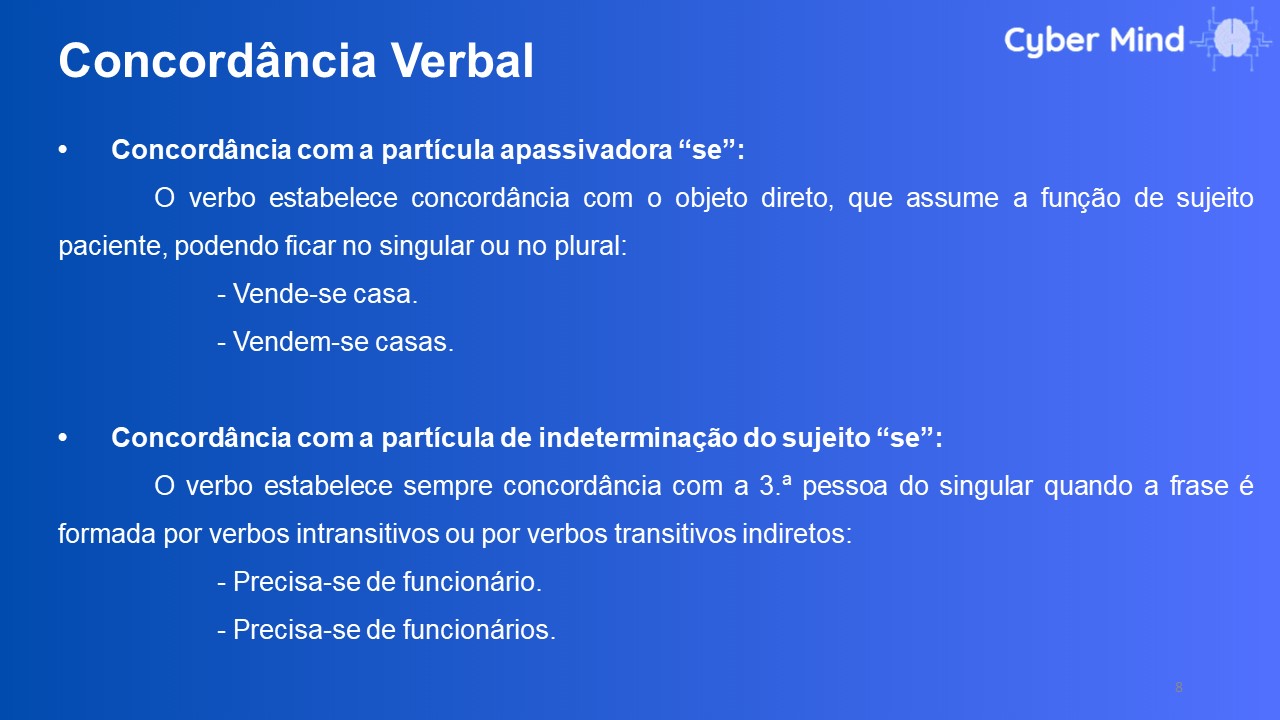 Concordância Verbal
Cyber Mind
• Concordância com a partícula apassivadora “se”:
O verbo estabelece concordância com o objeto direto, que assume a função de sujeito
paciente, podendo ficar no singular ou no plural:
- Vende-se casa.
- Vendem-se casas.
• Concordância com a partícula de indeterminação do sujeito “se”:
O verbo estabelece sempre concordância com a 3.ª pessoa do singular quando a frase é
formada por verbos intransitivos ou por verbos transitivos indiretos:
- Precisa-se de funcionário.
- Precisa-se de funcionários.
8